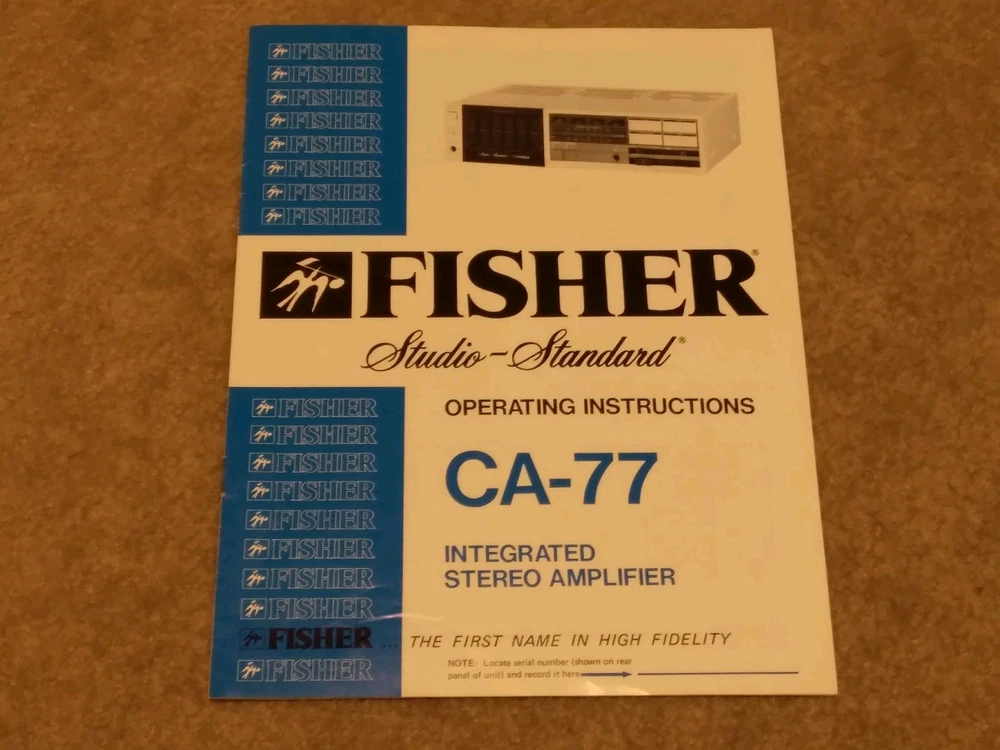 FISHER
FISHER
FISHER
FISHER
FISHER
FISHER
FISHER
FISHER
FISHER®
Studio-Standard®
OPERATING INSTRUCTIONS
CA-77
INTEGRATED
STEREO AMPLIFIER
FISHER
FISHER
FISHER
FISHER
FISHER
FISHER
FISHER
FISHER
FISHER ... THE FIRST NAME IN HIGH FIDELITY
FISHER
NOTE: Locate serial number (shown on rear
panel of unit) and record it here